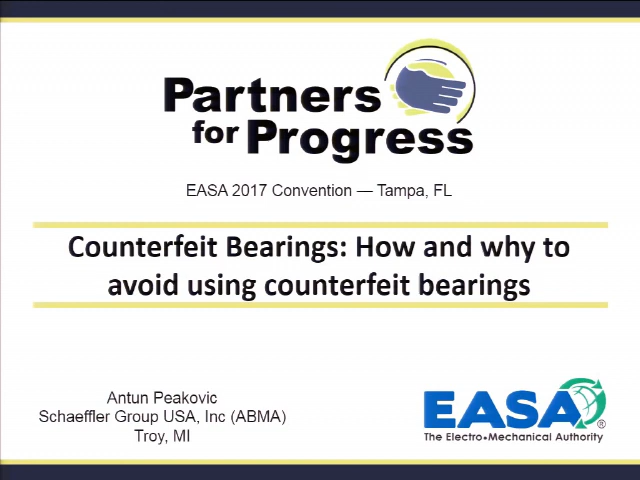 Partners
for Progress
EASA 2017 Convention — Tampa, FL
Counterfeit Bearings: How and why to
avoid using counterfeit bearings
Antun Peakovic
Schaeffler Group USA, Inc (ABMA)
Troy, MI
EASA®
The Electro•Mechanical Authority